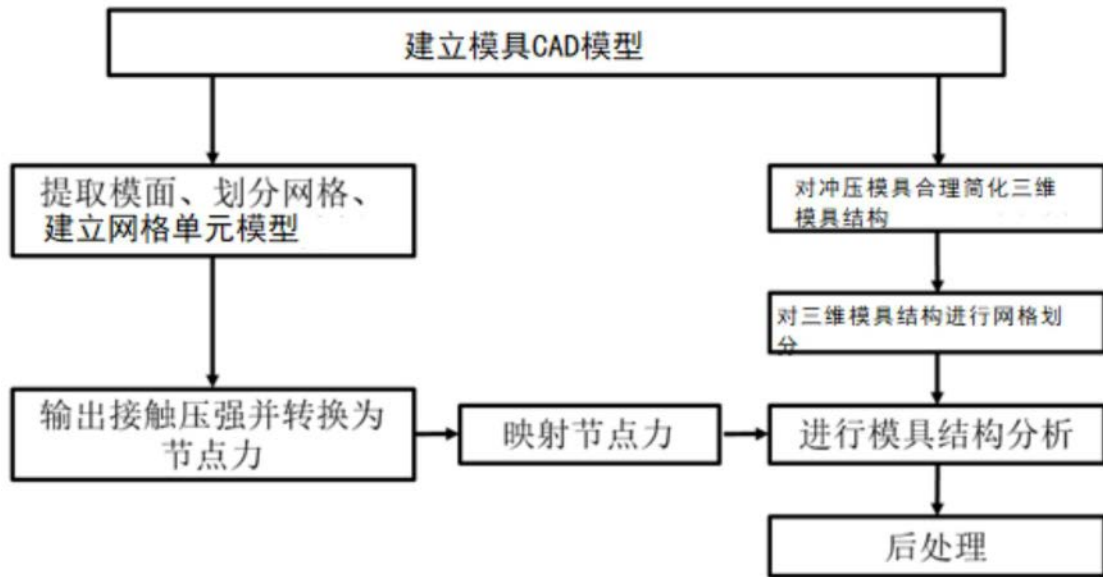 建立模具CAD模型
提取模面、划分网格、
建立网格单元模型
对冲压模具合理简化三维
模具结构
对三维模具结构进行网格划
分
输出接触压强并转换为
节点力
映射节点力
进行模具结构分析
后处理